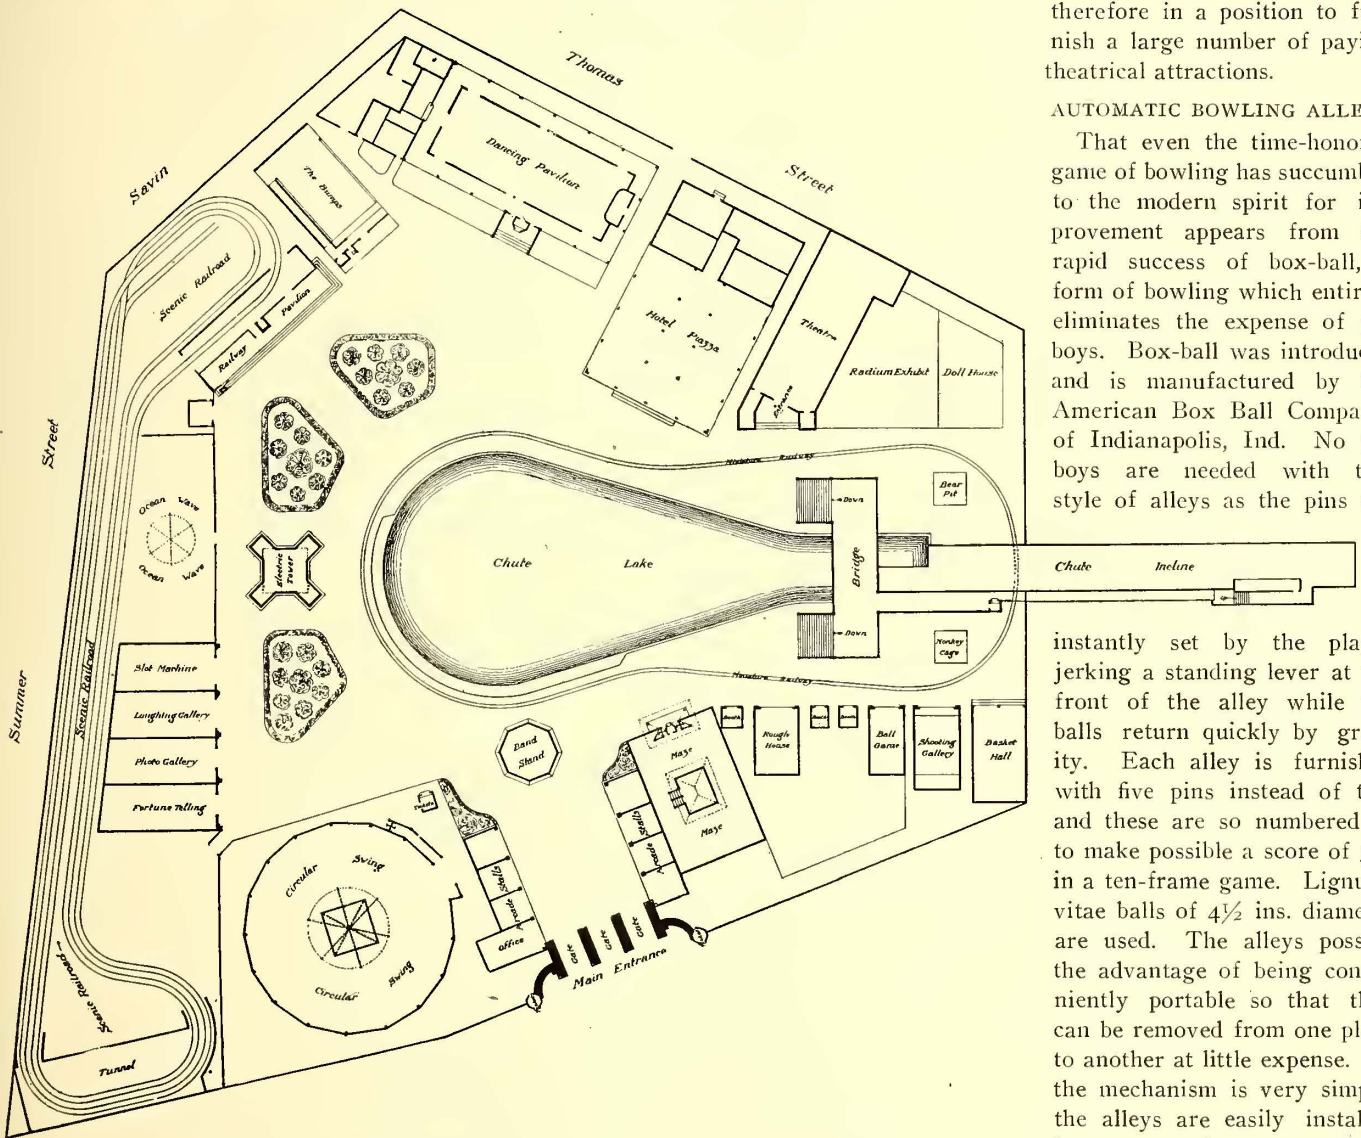 therefore in a position to f
nish a large number of payi
theatrical attractions.
AUTOMATIC BOWLING ALLE
That even the time-honor
game of bowling has succumb
to the modern spirit for i
provement appears from
rapid success of box-ball,
form of bowling which entir
eliminates the expense of
boys. Box-ball was introduc
and is manufactured by
American Box Ball Compa
of Indianapolis, Ind. No
boys are needed with t
style of alleys as the pins
instantly set by the pla
jerking a standing lever at
front of the alley while
balls return quickly by gr
ity. Each alley is furnish
with five pins instead of t
and these are so numbered
to make possible a score of
in a ten-frame game. Lignu
vitae balls of 4½ ins. diame
are used. The alleys poss
the advantage of being con
niently portable so that th
can be removed from one pl
to another at little expense.
the mechanism is very simp
the alleys are easily instal
Thomas
Street
Savin
Street
Summer
Dancing Pavilion
The Bumps
Scenic Railroad
Railway Pavilion
Hotel Piazza
Theatre
Entrance
Radium Exhibit
Doll House
Miniature Railway
Bear
Pit
Down
Bridge
Chute Lake
Chute Incline
Down
Monkey
Cage
Miniature Railway
Ocean Wave
Ocean Wave
Electric
Tower
Scenic Railroad
Slot Machine
Laughing Gallery
Photo Gallery
Fortune Telling
Band
Stand
Maze
Maze
Booth
Rough
House
Booth
Booth
Ball
Game
Shooting
Gallery
Basket
Hall
Tickets
Circular Swing
Circular Swing
Arcade Stalls
Arcade Stalls
Office
Gate
Gate
Gate
Main Entrance
Scenic Railroad
Tunnel